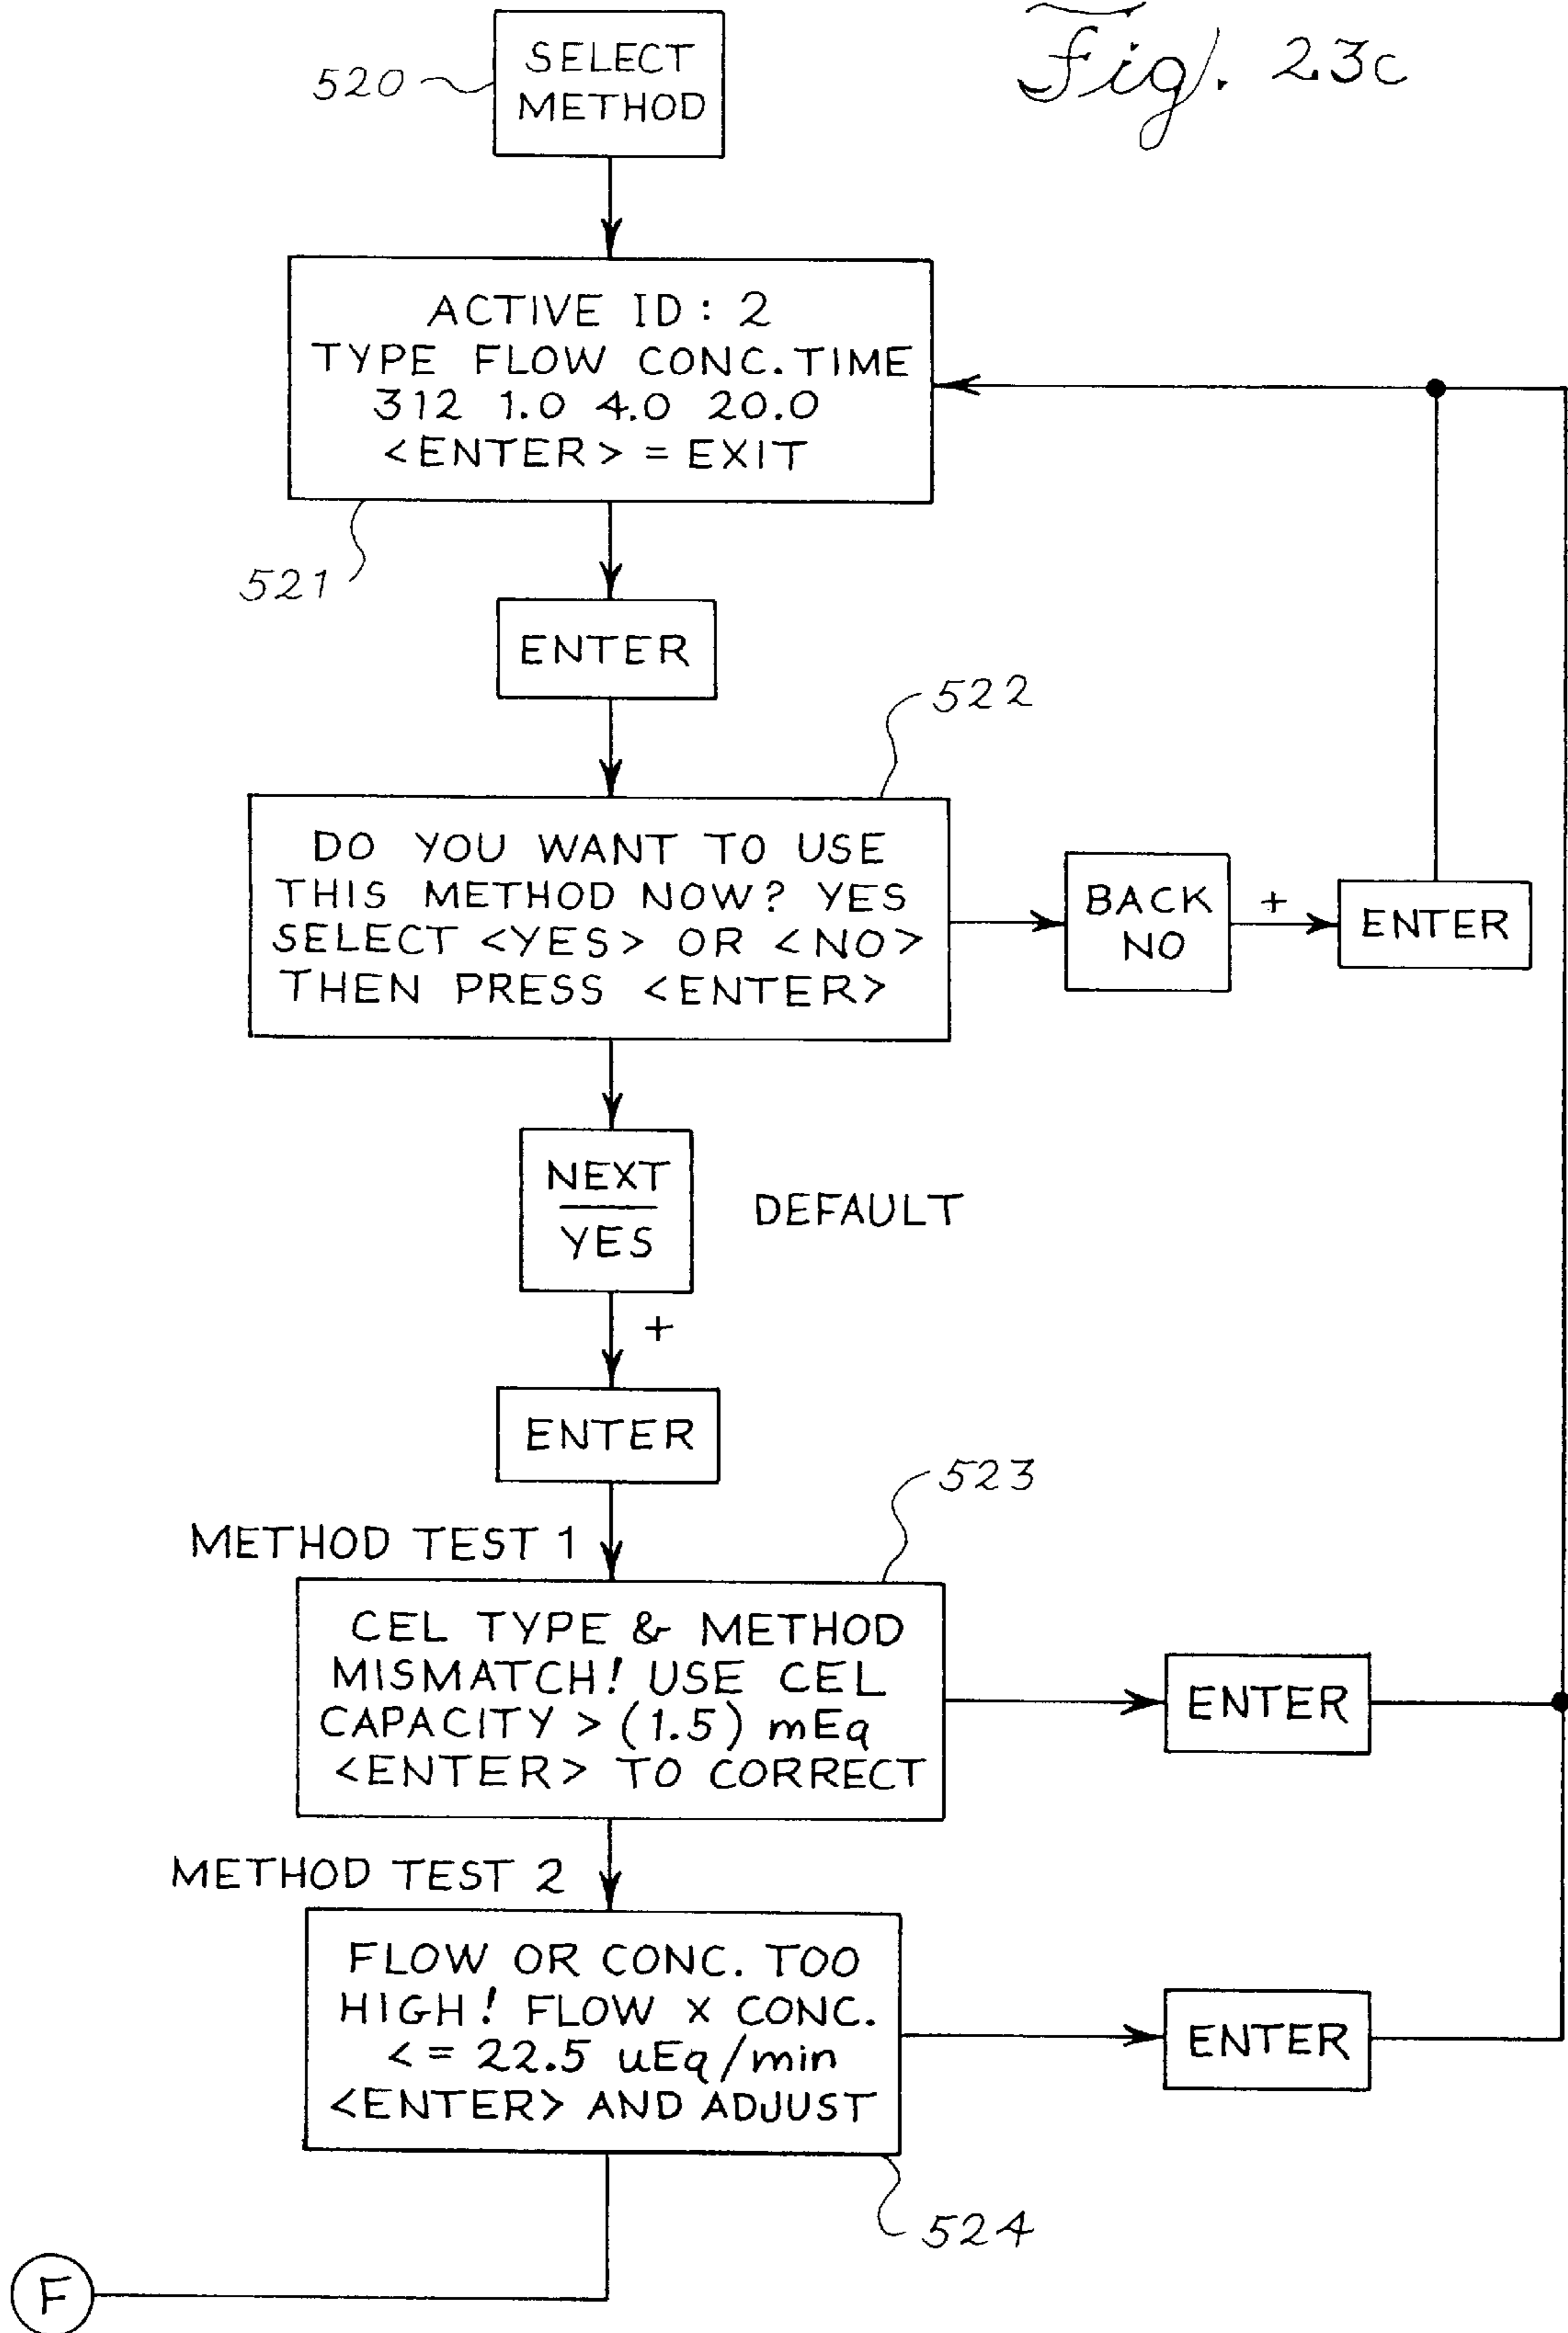 Fig. 23c
520
SELECT
METHOD
ACTIVE ID: 2
TYPE FLOW CONC. TIME
312 1.0 4.0 20.0
<ENTER> = EXIT
521
ENTER
522
DO YOU WANT TO USE
THIS METHOD NOW? YES
SELECT <YES> OR <NO>
THEN PRESS <ENTER>
BACK
NO
+
ENTER
NEXT
YES
DEFAULT
+
ENTER
523
METHOD TEST 1
CEL TYPE & METHOD
MISMATCH! USE CEL
CAPACITY > (1.5) mEq
<ENTER> TO CORRECT
ENTER
METHOD TEST 2
FLOW OR CONC. TOO
HIGH! FLOW X CONC.
<= 22.5 uEq/min
<ENTER> AND ADJUST
ENTER
524
F